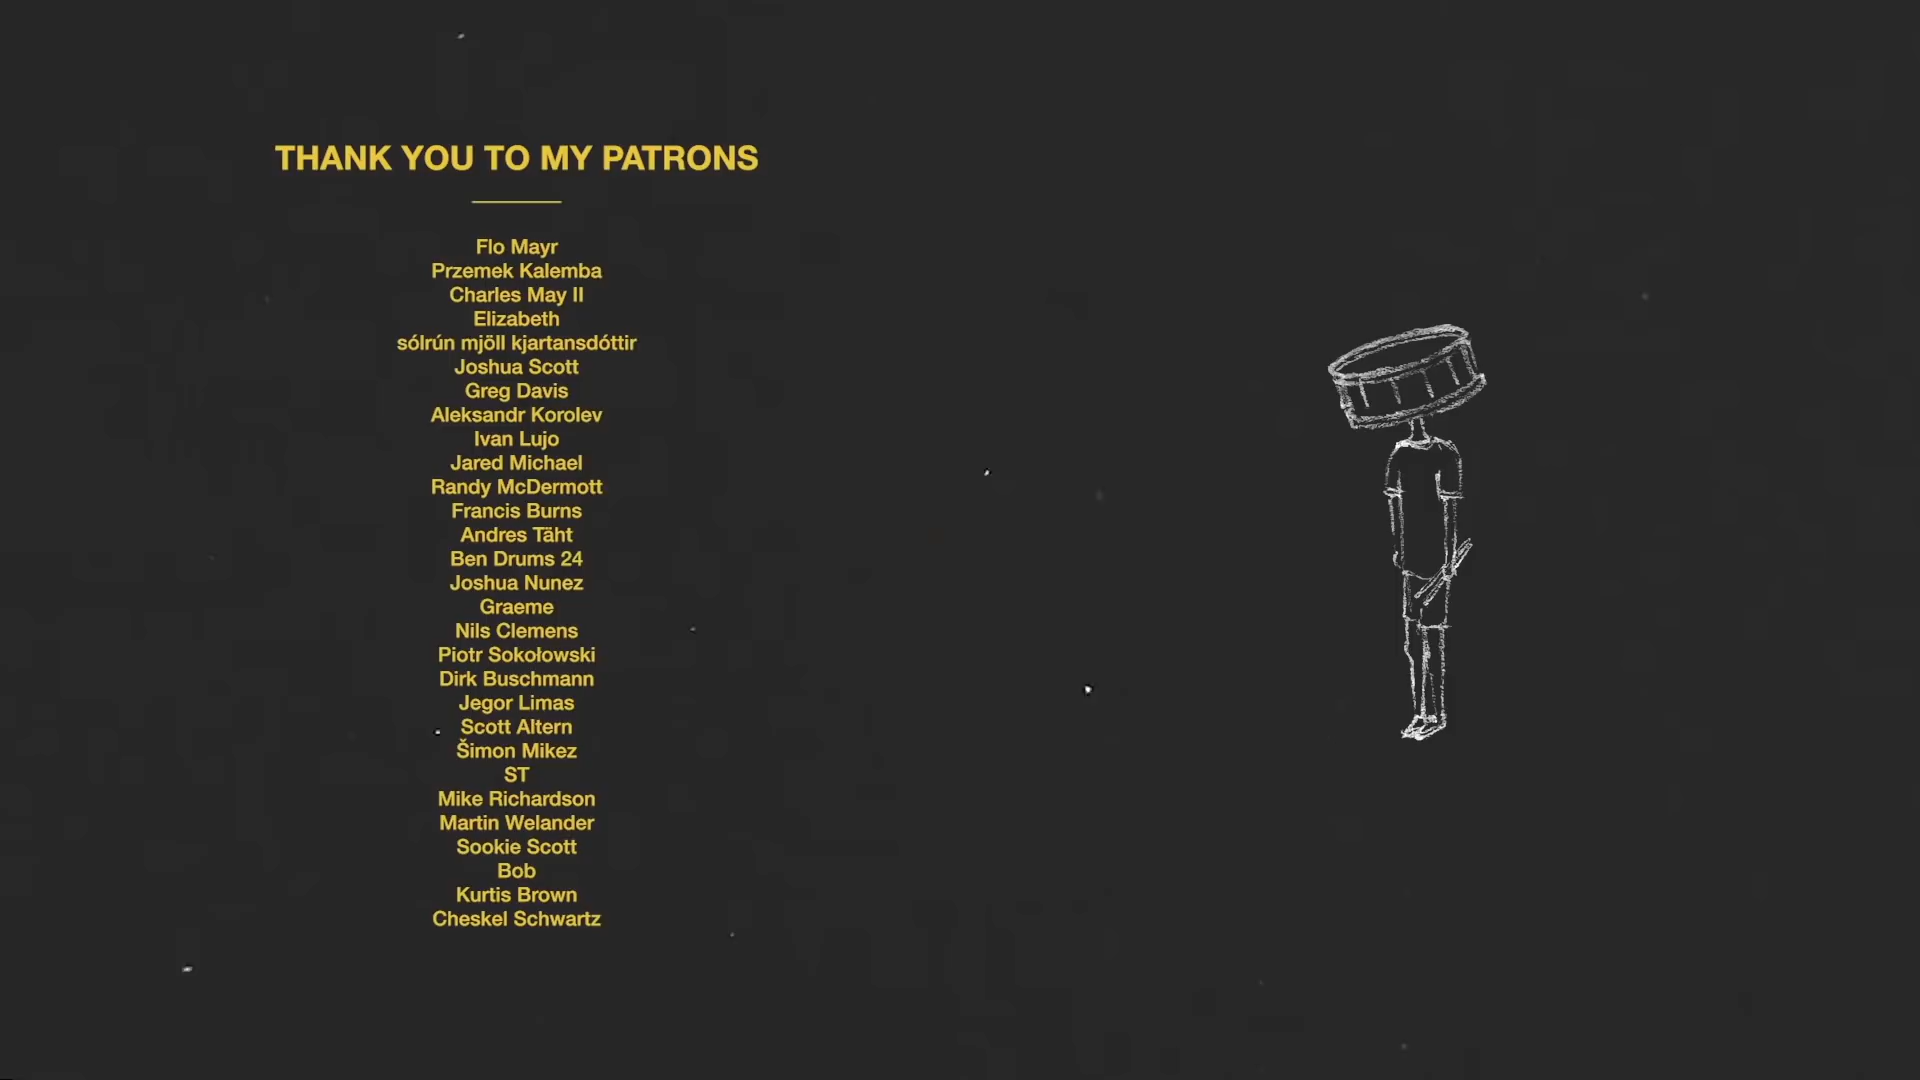 THANK YOU TO MY PATRONS
Flo Mayr
Przemek Kalemba
Charles May II
Elizabeth
sólrún mjöll kjartansdóttir
Joshua Scott
Greg Davis
Aleksandr Korolev
Ivan Lujo
Jared Michael
Randy McDermott
Francis Burns
Andres Täht
Ben Drums 24
Joshua Nunez
Graeme
Nils Clemens
Piotr Sokołowski
Dirk Buschmann
Jegor Limas
Scott Altern
Šimon Mikez
ST
Mike Richardson
Martin Welander
Sookie Scott
Bob
Kurtis Brown
Cheskel Schwartz